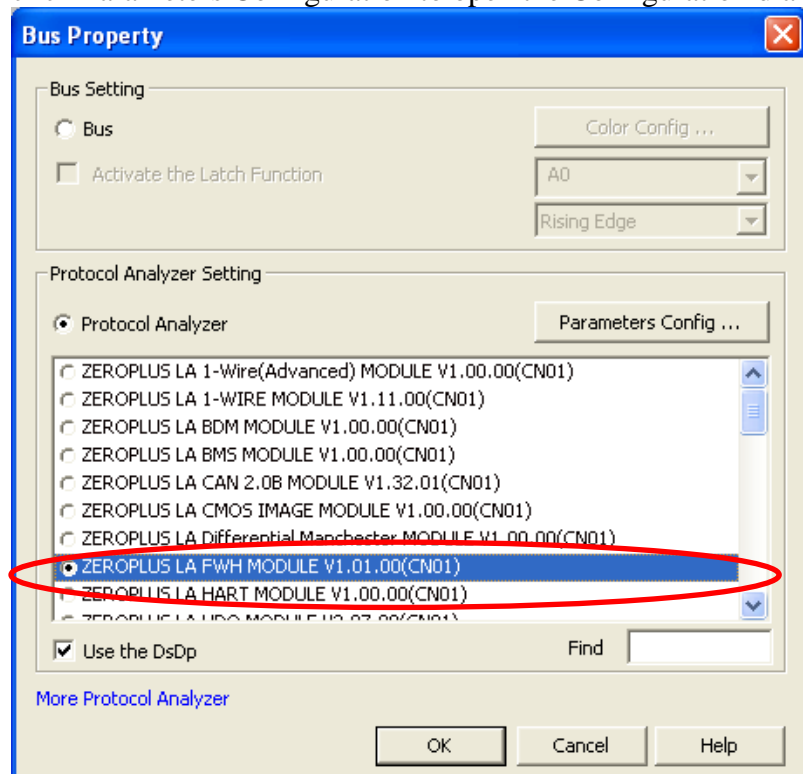 Bus Property
Bus Setting
Bus
Color Config ...
Activate the Latch Function
A0
Rising Edge
Protocol Analyzer Setting
Protocol Analyzer
Parameters Config ...
ZEROPLUS LA 1-Wire(Advanced) MODULE V1.00.00(CN01)
ZEROPLUS LA 1-WIRE MODULE V1.11.00(CN01)
ZEROPLUS LA BDM MODULE V1.00.00(CN01)
ZEROPLUS LA BMS MODULE V1.00.00(CN01)
ZEROPLUS LA CAN 2.0B MODULE V1.32.01(CN01)
ZEROPLUS LA CMOS IMAGE MODULE V1.00.00(CN01)
ZEROPLUS LA Differential Manchester MODULE V1.00.00(CN01)
ZEROPLUS LA FWH MODULE V1.01.00(CN01)
ZEROPLUS LA HART MODULE V1.00.00(CN01)
ZEROPLUS LA HDQ MODULE
Use the DsDp
Find
More Protocol Analyzer
OK
Cancel
Help